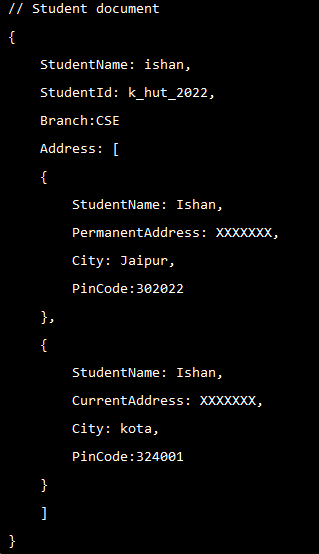 // Student document
{
StudentName: ishan,
StudentId: k_hut_2022,
Branch:CSE
Address: [
{
StudentName: Ishan,
PermanentAddress: XXXXXXX,
City: Jaipur,
PinCode:302022
},
{
StudentName: Ishan,
CurrentAddress: XXXXXXX,
City: kota,
PinCode:324001
}
]
}